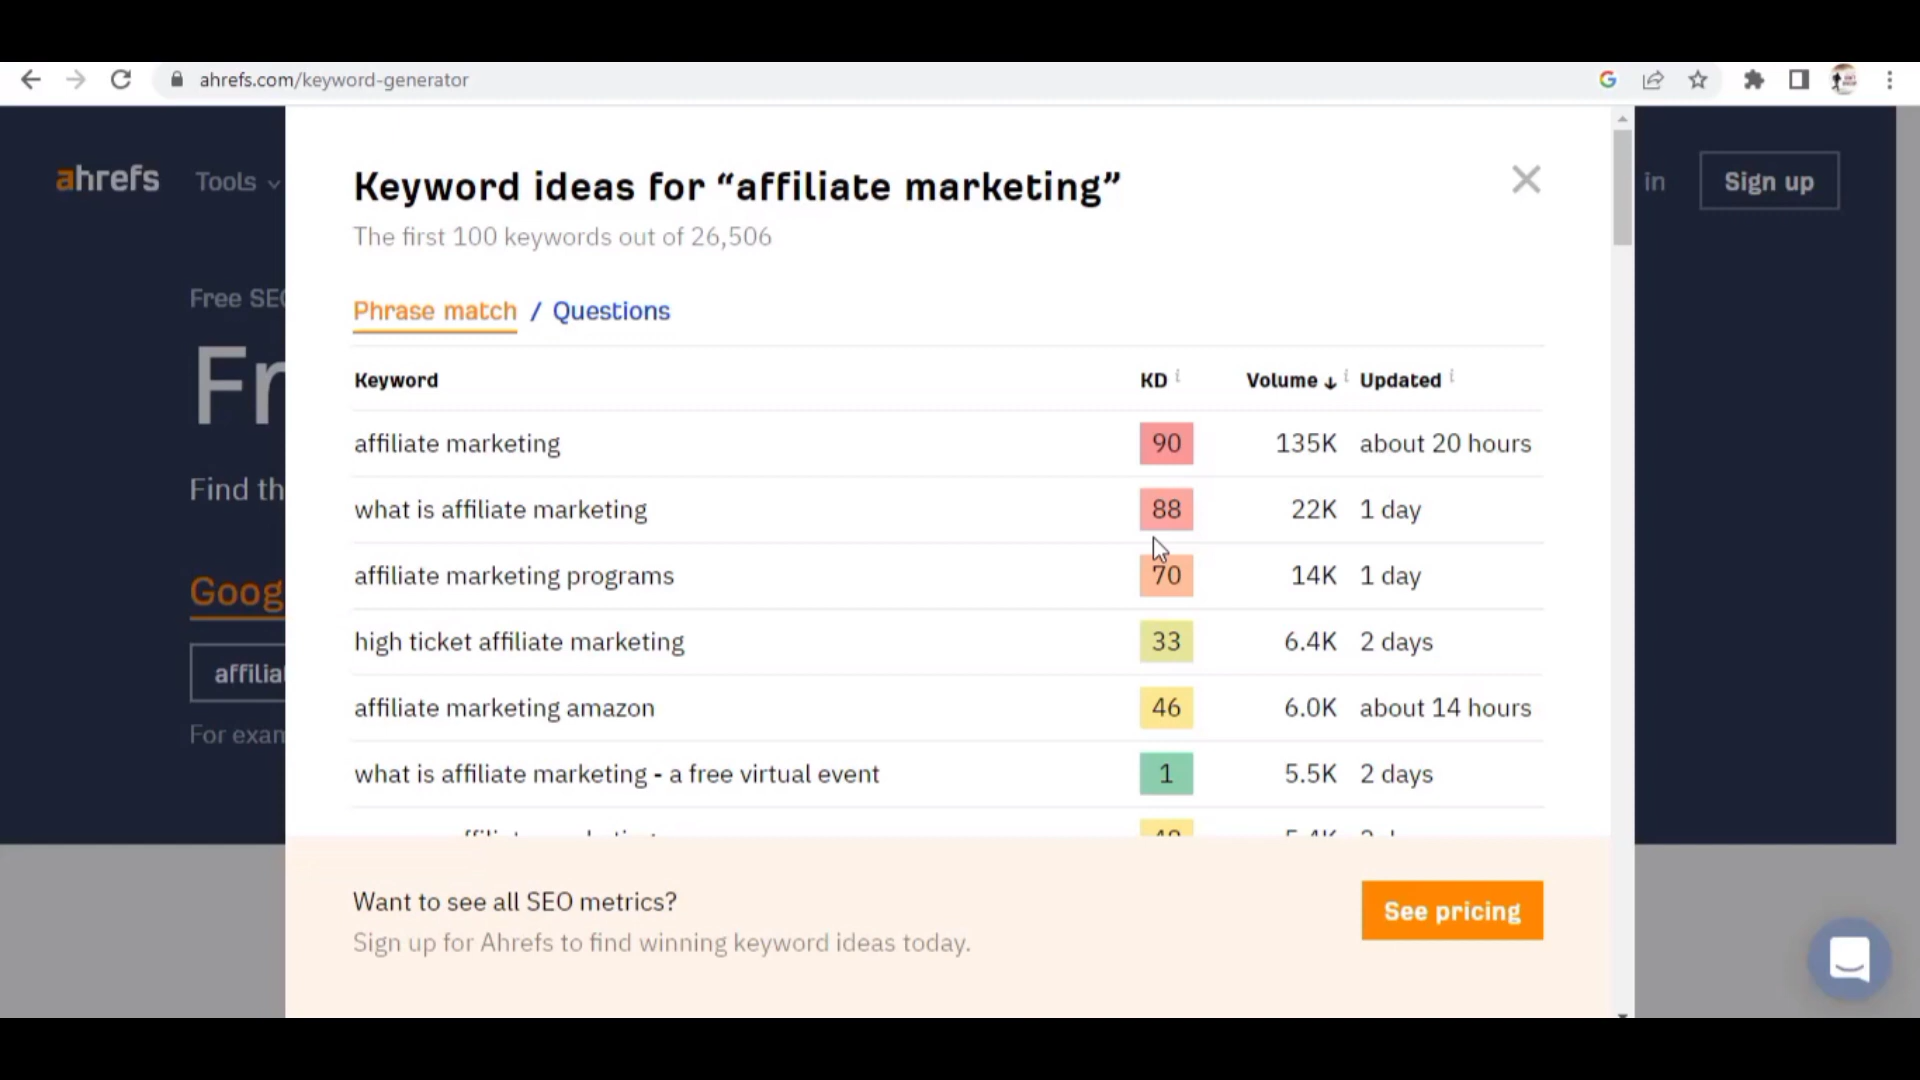 ahrefs.com/keyword-generator
ahrefs
Tools
in
Sign up
Keyword ideas for “affiliate marketing”
The first 100 keywords out of 26,506
Free SEO
Phrase match / Questions
Fr
Keyword KD i Volume ↓ i Updated i
affiliate marketing 90 135K about 20 hours
Find th
what is affiliate marketing 88 22K 1 day
affiliate marketing programs 70 14K 1 day
Goog
high ticket affiliate marketing 33 6.4K 2 days
affilia
affiliate marketing amazon 46 6.0K about 14 hours
For exam
what is affiliate marketing - a free virtual event 1 5.5K 2 days
Want to see all SEO metrics?
See pricing
Sign up for Ahrefs to find winning keyword ideas today.